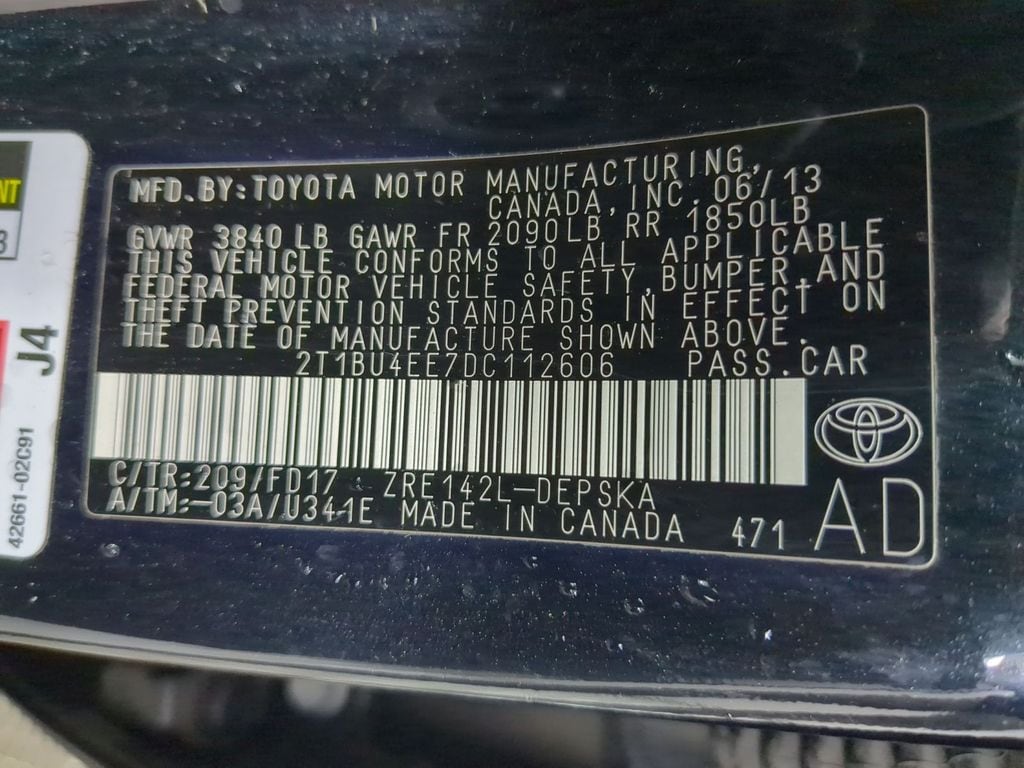 NT
3
J4
42661-02C91
MFD.BY:TOYOTA MOTOR MANUFACTURING,
CANADA,INC. 06/13
GVWR 3840 LB GAWR FR 2090LB RR 1850LB
THIS VEHICLE CONFORMS TO ALL APPLICABLE
FEDERAL MOTOR VEHICLE SAFETY,BUMPER,AND
THEFT PREVENTION STANDARDS IN EFFECT ON
THE DATE OF MANUFACTURE SHOWN ABOVE.
2T1BU4EE7DC112606 PASS.CAR
C/TR:209/FD17 ZRE142L-DEPSKA
A/TM:-03A/U341E MADE IN CANADA 471 AD